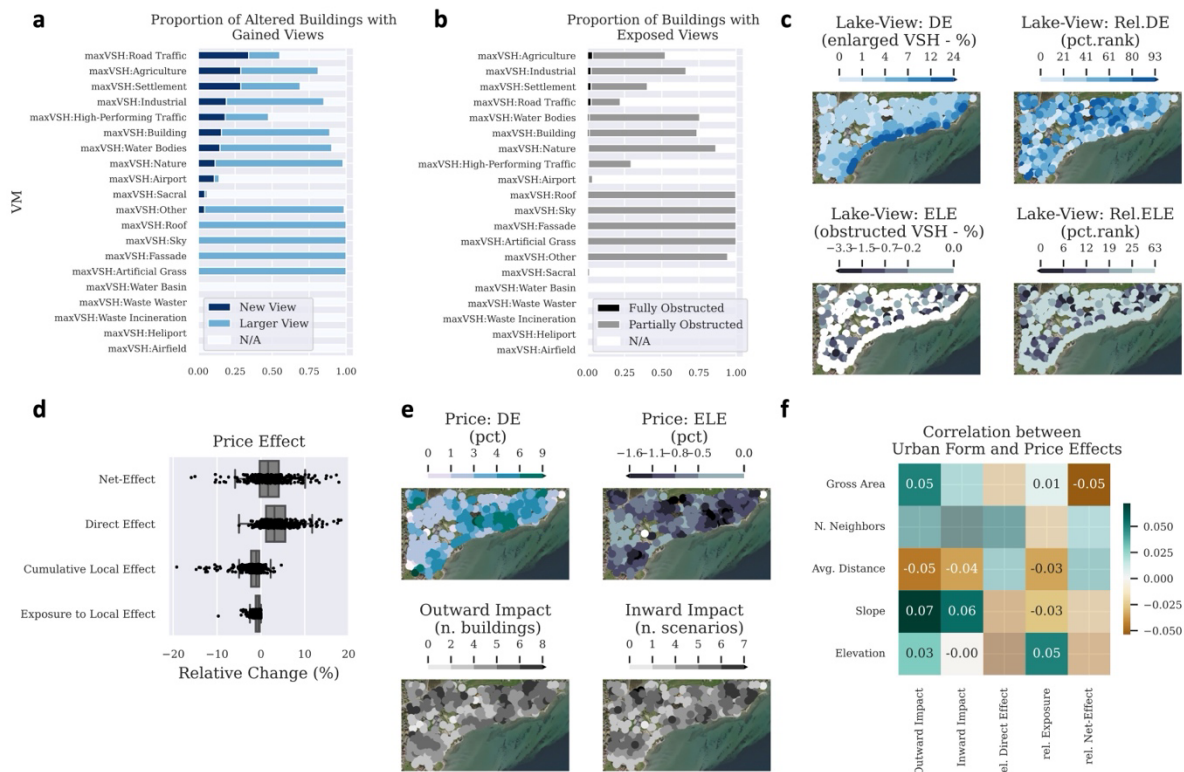 a
Proportion of Altered Buildings with
Gained Views
VM
maxVSH:Road Traffic
maxVSH:Agriculture
maxVSH:Settlement
maxVSH:Industrial
maxVSH:High-Performing Traffic
maxVSH:Building
maxVSH:Water Bodies
maxVSH:Nature
maxVSH:Airport
maxVSH:Sacral
maxVSH:Other
maxVSH:Roof
maxVSH:Sky
maxVSH:Fassade
maxVSH:Artificial Grass
maxVSH:Water Basin
maxVSH:Waste Waster
maxVSH:Waste Incineration
maxVSH:Heliport
maxVSH:Airfield
New View
Larger View
N/A
0.00 0.25 0.50 0.75 1.00
b
Proportion of Buildings with
Exposed Views
maxVSH:Agriculture
maxVSH:Industrial
maxVSH:Settlement
maxVSH:Road Traffic
maxVSH:Water Bodies
maxVSH:Building
maxVSH:Nature
maxVSH:High-Performing Traffic
maxVSH:Airport
maxVSH:Roof
maxVSH:Sky
maxVSH:Fassade
maxVSH:Artificial Grass
maxVSH:Other
maxVSH:Sacral
maxVSH:Water Basin
maxVSH:Waste Waster
maxVSH:Waste Incineration
maxVSH:Heliport
maxVSH:Airfield
Fully Obstructed
Partially Obstructed
N/A
0.00 0.25 0.50 0.75 1.00
c
Lake-View: DE
(enlarged VSH - %)
0 1 4 7 12 24
Lake-View: Rel.DE
(pct.rank)
0 21 41 61 80 93
Lake-View: ELE
(obstructed VSH - %)
−3.3−1.5−0.7−0.2 0.0
Lake-View: Rel.ELE
(pct.rank)
0 6 12 19 25 63
d
Price Effect
Net-Effect
Direct Effect
Cumulative Local Effect
Exposure to Local Effect
−20 −10 0 10 20
Relative Change (%)
e
Price: DE
(pct)
0 1 3 4 6 9
Price: ELE
(pct)
−1.6−1.1−0.8−0.5 0.0
Outward Impact
(n. buildings)
0 2 3 5 6 8
Inward Impact
(n. scenarios)
0 1 3 4 6 7
f
Correlation between
Urban Form and Price Effects
Gross Area 0.05 0.01 -0.05
N. Neighbors
Avg. Distance -0.05 -0.04 -0.03
Slope 0.07 0.06 -0.03
Elevation 0.03 -0.00 0.05
0.050
0.025
0.000
−0.025
−0.050
Outward Impact
Inward Impact
el. Direct Effect
rel. Exposure
rel. Net-Effect